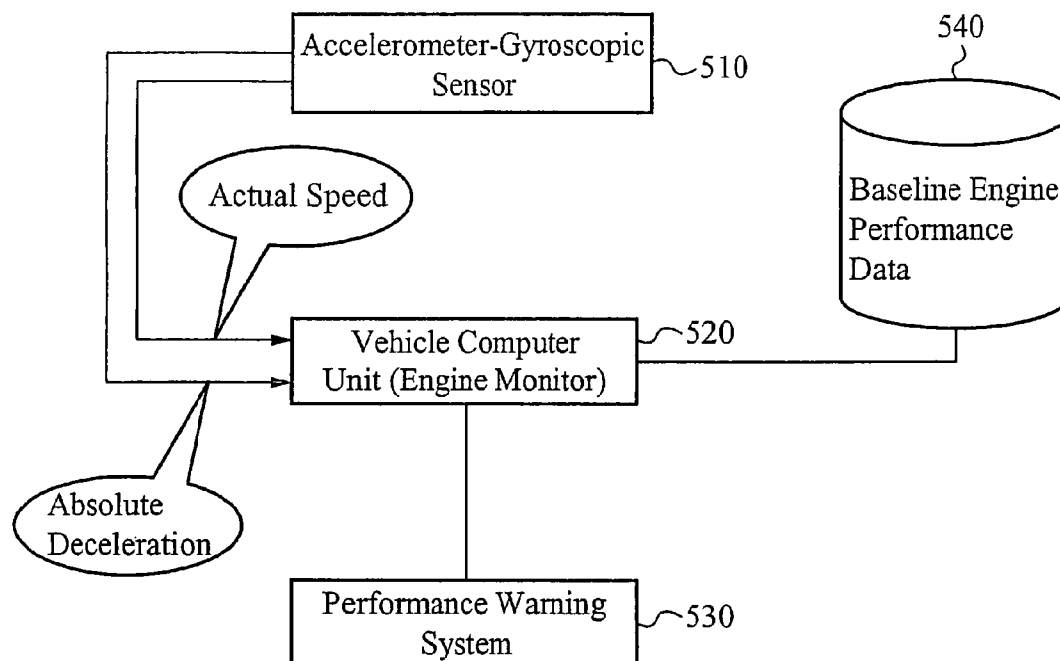 Accelerometer-Gyroscopic
Sensor
510
540
Actual Speed
Baseline Engine
Performance
Data
520
Vehicle Computer
Unit (Engine Monitor)
Absolute
Deceleration
Performance Warning
System
530